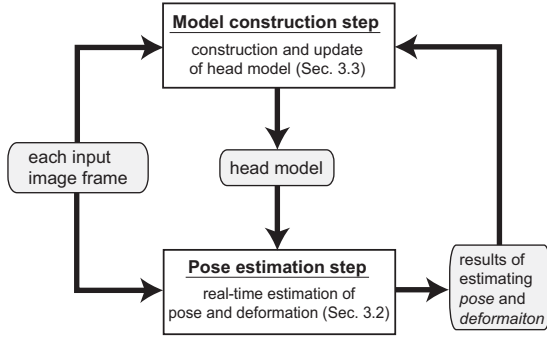 Model construction step
construction and update
of head model (Sec. 3.3)
each input
image frame
head model
Pose estimation step
real-time estimation of
pose and deformation (Sec. 3.2)
results of
estimating
pose and
deformaiton